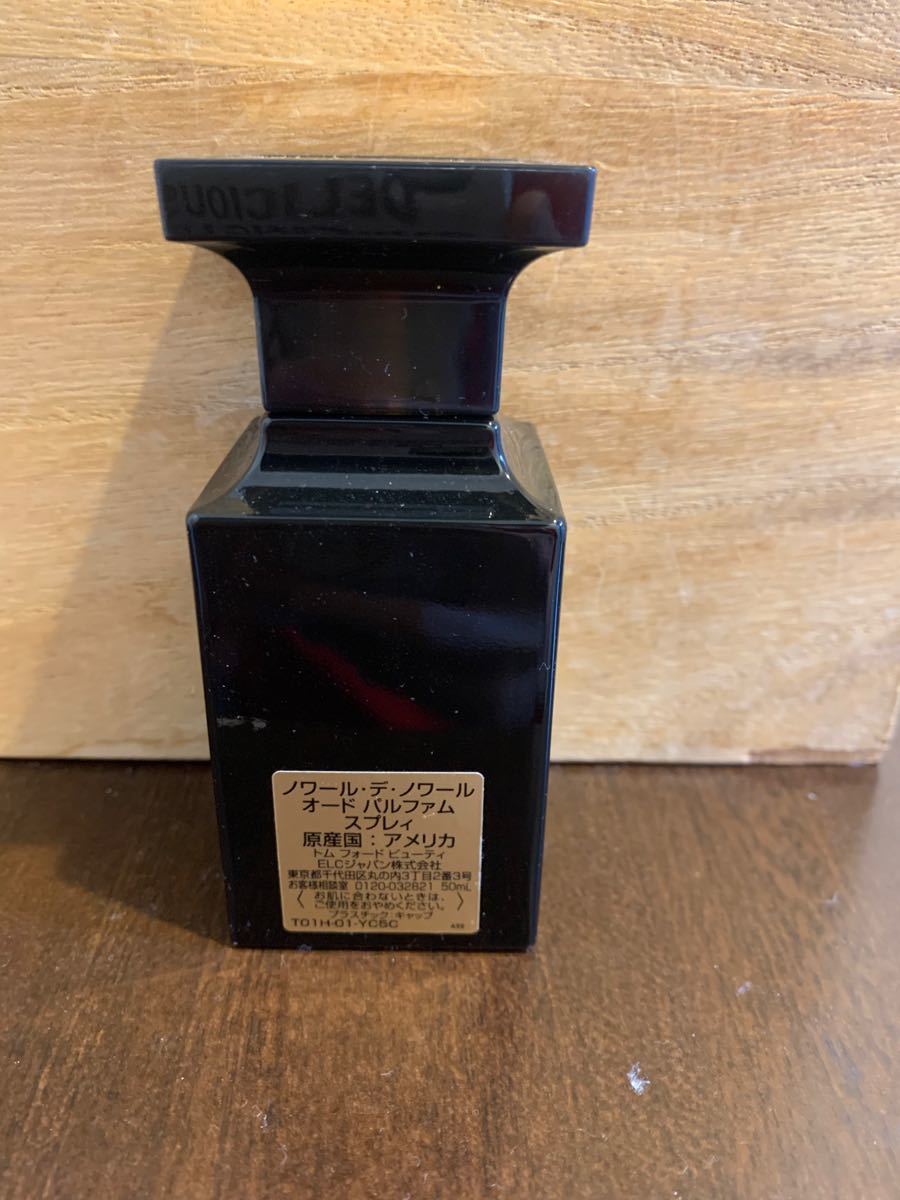 DELICIOUS
ノワール・デ・ノワール
オード パルファム
スプレィ
原産国：アメリカ
トム フォード ビューティ
ELCジャパン株式会社
東京都千代田区丸の内3丁目2番3号
お客様相談室 0120-032821 50mL
〈 お肌に合わないときは、
ご使用をおやめください。 〉
プラスチック:キャップ
T01H-01-YC5C